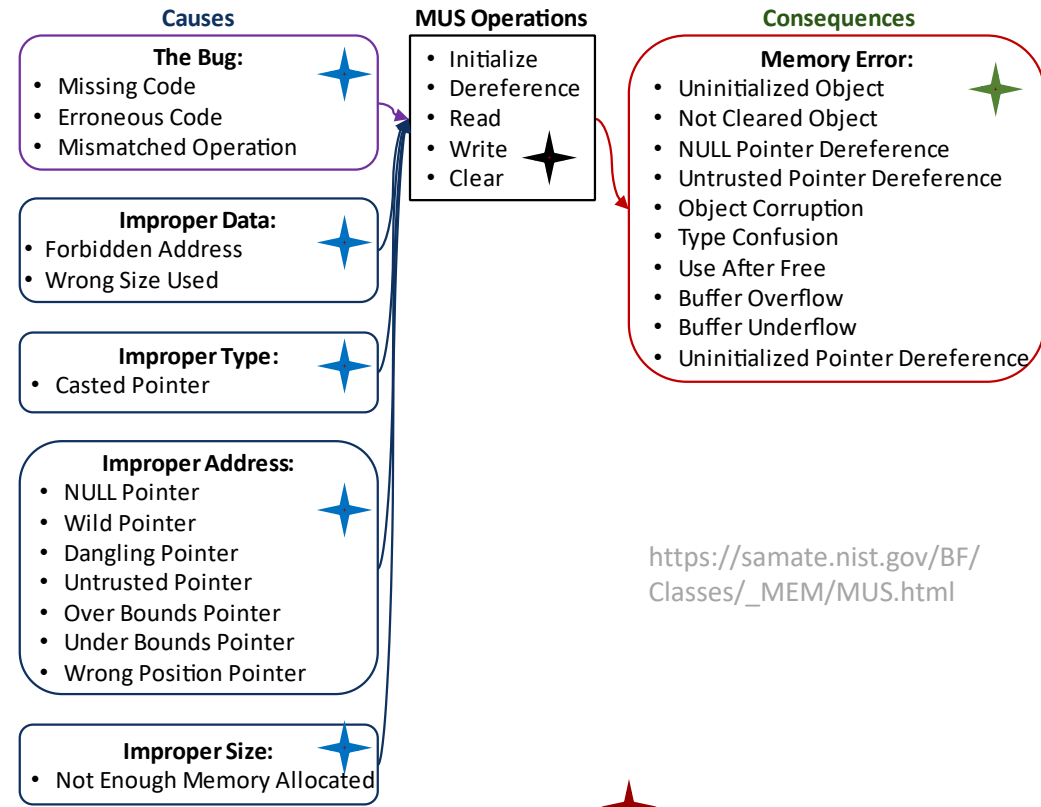 Causes
The Bug:
• Missing Code
• Erroneous Code
• Mismatched Operation
Improper Data:
• Forbidden Address
• Wrong Size Used
Improper Type:
• Casted Pointer
Improper Address:
• NULL Pointer
• Wild Pointer
• Dangling Pointer
• Untrusted Pointer
• Over Bounds Pointer
• Under Bounds Pointer
• Wrong Position Pointer
Improper Size:
• Not Enough Memory Allocated
MUS Operations
• Initialize
• Dereference
• Read
• Write
• Clear
Consequences
Memory Error:
• Uninitialized Object
• Not Cleared Object
• NULL Pointer Dereference
• Untrusted Pointer Dereference
• Object Corruption
• Type Confusion
• Use After Free
• Buffer Overflow
• Buffer Underflow
• Uninitialized Pointer Dereference
https://samate.nist.gov/BF/
Classes/_MEM/MUS.html